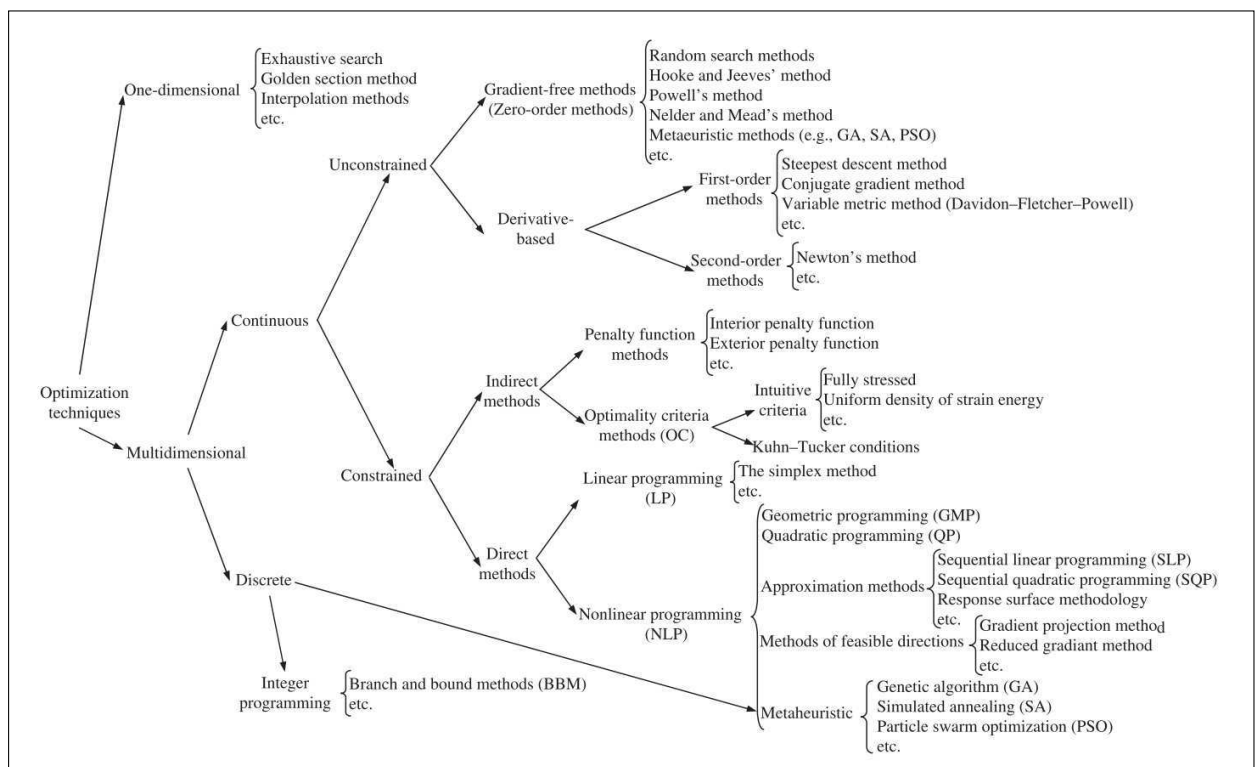 One-dimensional
Exhaustive search
Golden section method
Interpolation methods
etc.
Gradient-free methods
(Zero-order methods)
Random search methods
Hooke and Jeeves’ method
Powell’s method
Nelder and Mead’s method
Metaeuristic methods (e.g., GA, SA, PSO)
etc.
Unconstrained
First-order
methods
Steepest descent method
Conjugate gradient method
Variable metric method (Davidon–Fletcher–Powell)
etc.
Derivative-
based
Second-order
methods
Newton’s method
etc.
Continuous
Penalty function
methods
Interior penalty function
Exterior penalty function
etc.
Optimization
techniques
Indirect
methods
Optimality criteria
methods (OC)
Intuitive
criteria
Fully stressed
Uniform density of strain energy
etc.
Kuhn–Tucker conditions
Multidimensional
Constrained
Linear programming
(LP)
The simplex method
etc.
Direct
methods
Geometric programming (GMP)
Quadratic programming (QP)
Approximation methods
Sequential linear programming (SLP)
Sequential quadratic programming (SQP)
Response surface methodology
etc.
Discrete
Nonlinear programming
(NLP)
Methods of feasible directions
Gradient projection method
Reduced gradiant method
etc.
Integer
programming
Branch and bound methods (BBM)
etc.
Metaheuristic
Genetic algorithm (GA)
Simulated annealing (SA)
Particle swarm optimization (PSO)
etc.